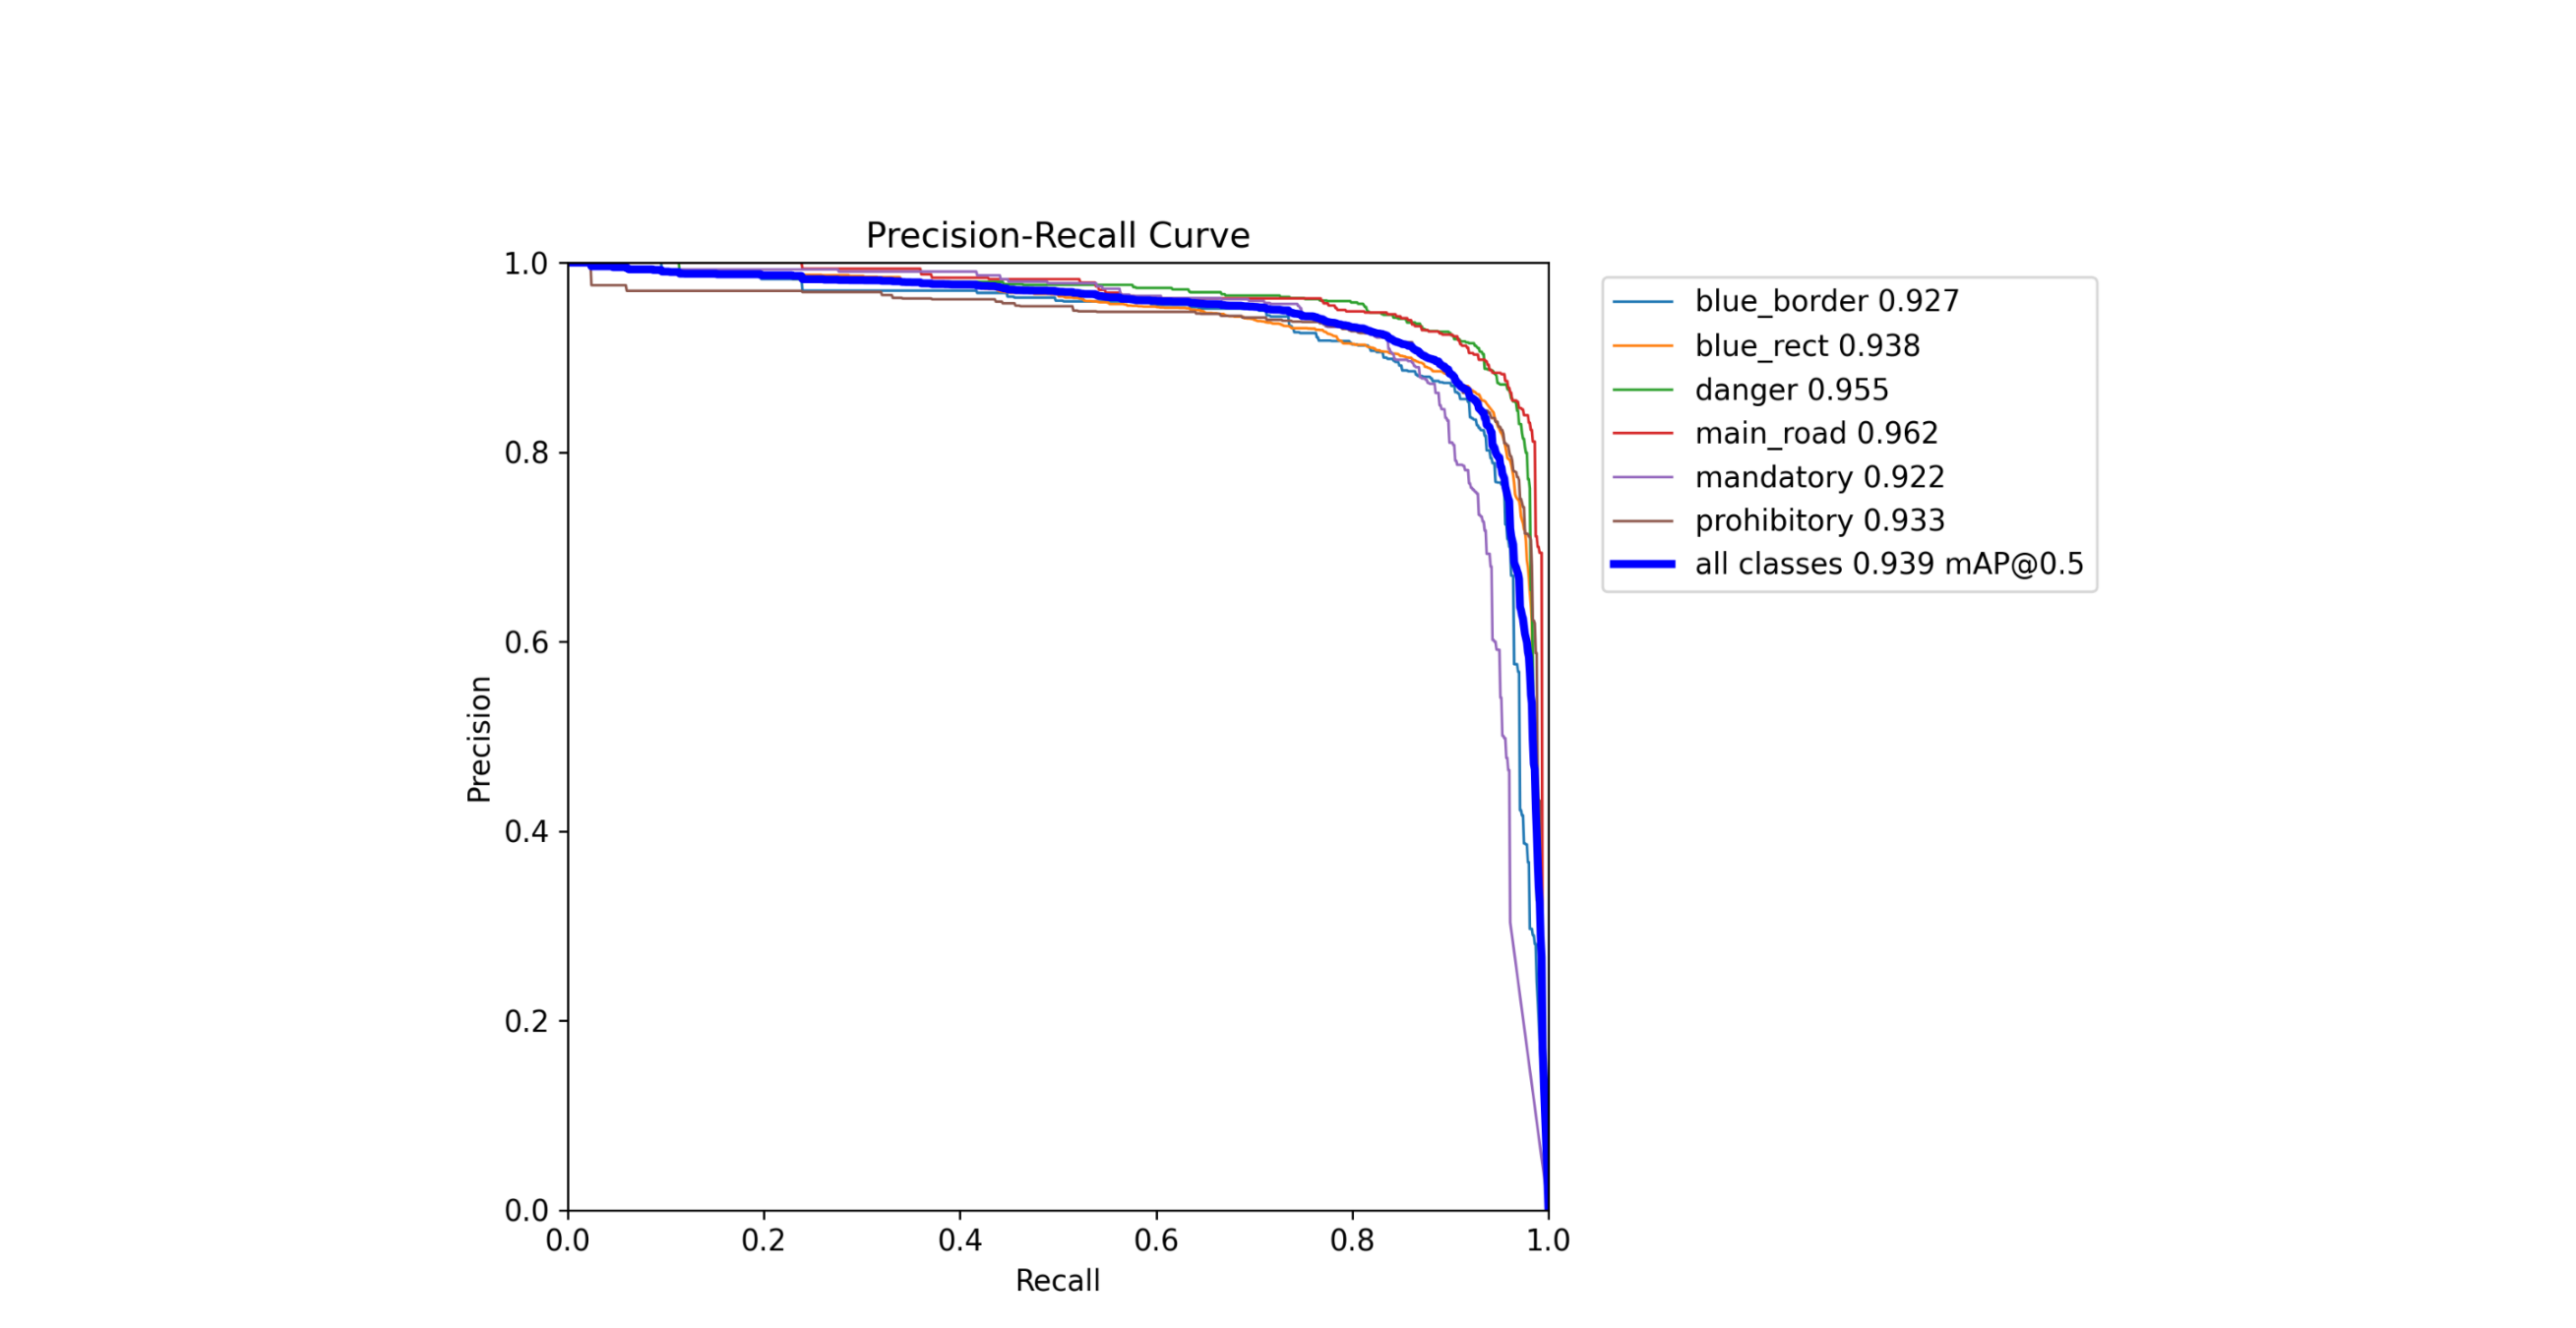 Precision-Recall Curve
1.0
0.8
0.6
0.4
0.2
0.0
Precision
0.0 0.2 0.4 0.6 0.8 1.0
Recall
blue_border 0.927
blue_rect 0.938
danger 0.955
main_road 0.962
mandatory 0.922
prohibitory 0.933
all classes 0.939 mAP@0.5